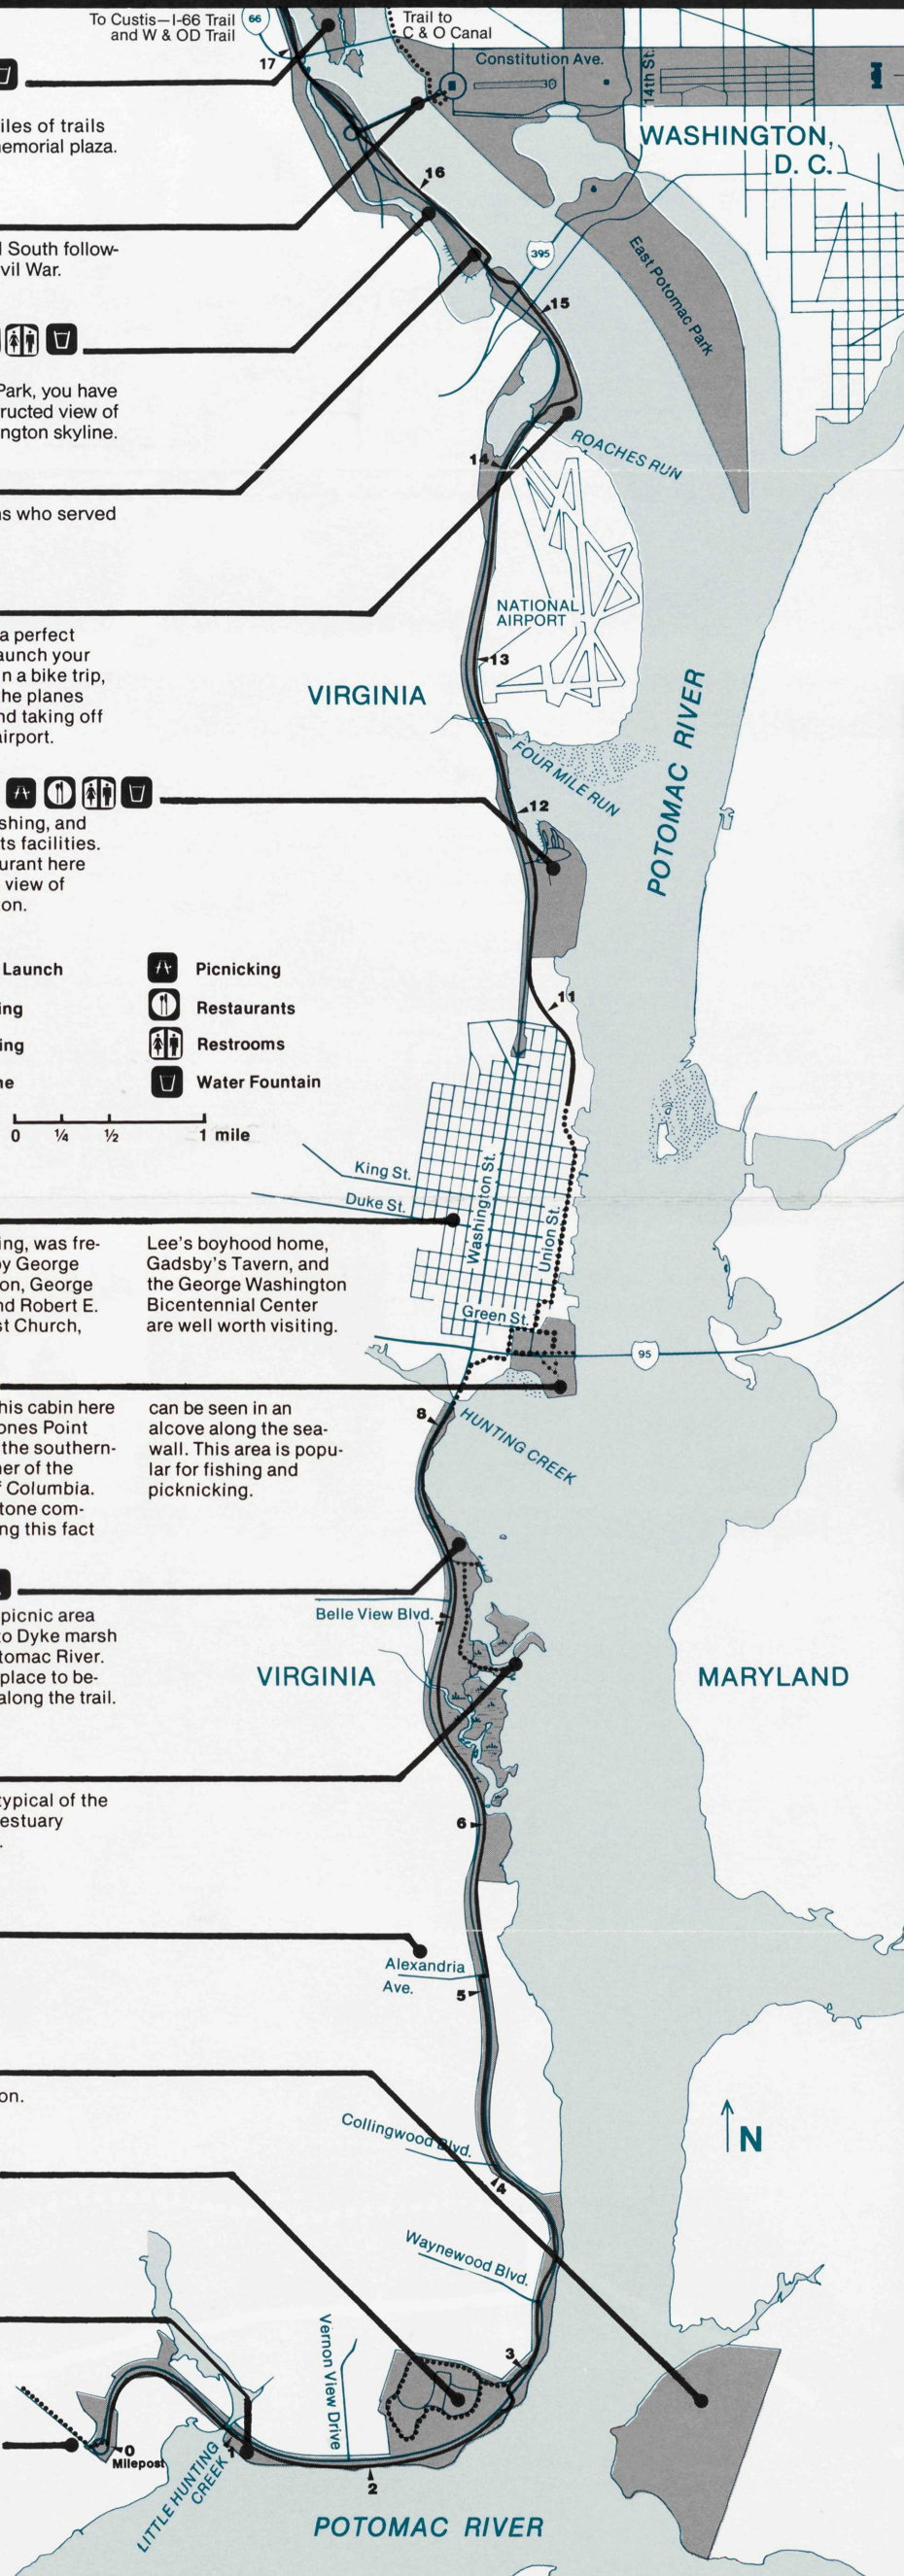 To Custis—I-66 Trail
and W & OD Trail
66
Trail to
C & O Canal
17
Constitution Ave.
14th St.
WASHINGTON,
D. C.
iles of trails
emorial plaza.
16
South follow-
vil War.
395
East Potomac Park
15
Park, you have
ructed view of
ngton skyline.
ROACHES RUN
14
s who served
NATIONAL
AIRPORT
a perfect
aunch your
n a bike trip,
he planes
nd taking off
airport.
13
VIRGINIA
POTOMAC RIVER
FOUR MILE RUN
12
shing, and
ts facilities.
urant here
view of
on.
Launch
Picnicking
ing
Restaurants
ing
Restrooms
ne
Water Fountain
11
0 ¼ ½ 1 mile
King St.
Duke St.
Washington St.
Union St.
Green St.
ing, was fre-
by George
on, George
nd Robert E.
st Church,
Lee's boyhood home,
Gadsby's Tavern, and
the George Washington
Bicentennial Center
are well worth visiting.
95
his cabin here
ones Point
the southern-
er of the
f Columbia.
tone com-
ng this fact
can be seen in an
alcove along the sea-
wall. This area is popu-
lar for fishing and
picknicking.
8
HUNTING CREEK
picnic area
to Dyke marsh
tomac River.
place to be-
along the trail.
Belle View Blvd.
7
VIRGINIA
MARYLAND
typical of the
estuary
.
6
Alexandria
Ave.
5
on.
N
Collingwood Blvd.
4
Waynewood Blvd.
3
Vernon View Drive
0
Milepost
1
LITTLE HUNTING
CREEK
2
POTOMAC RIVER